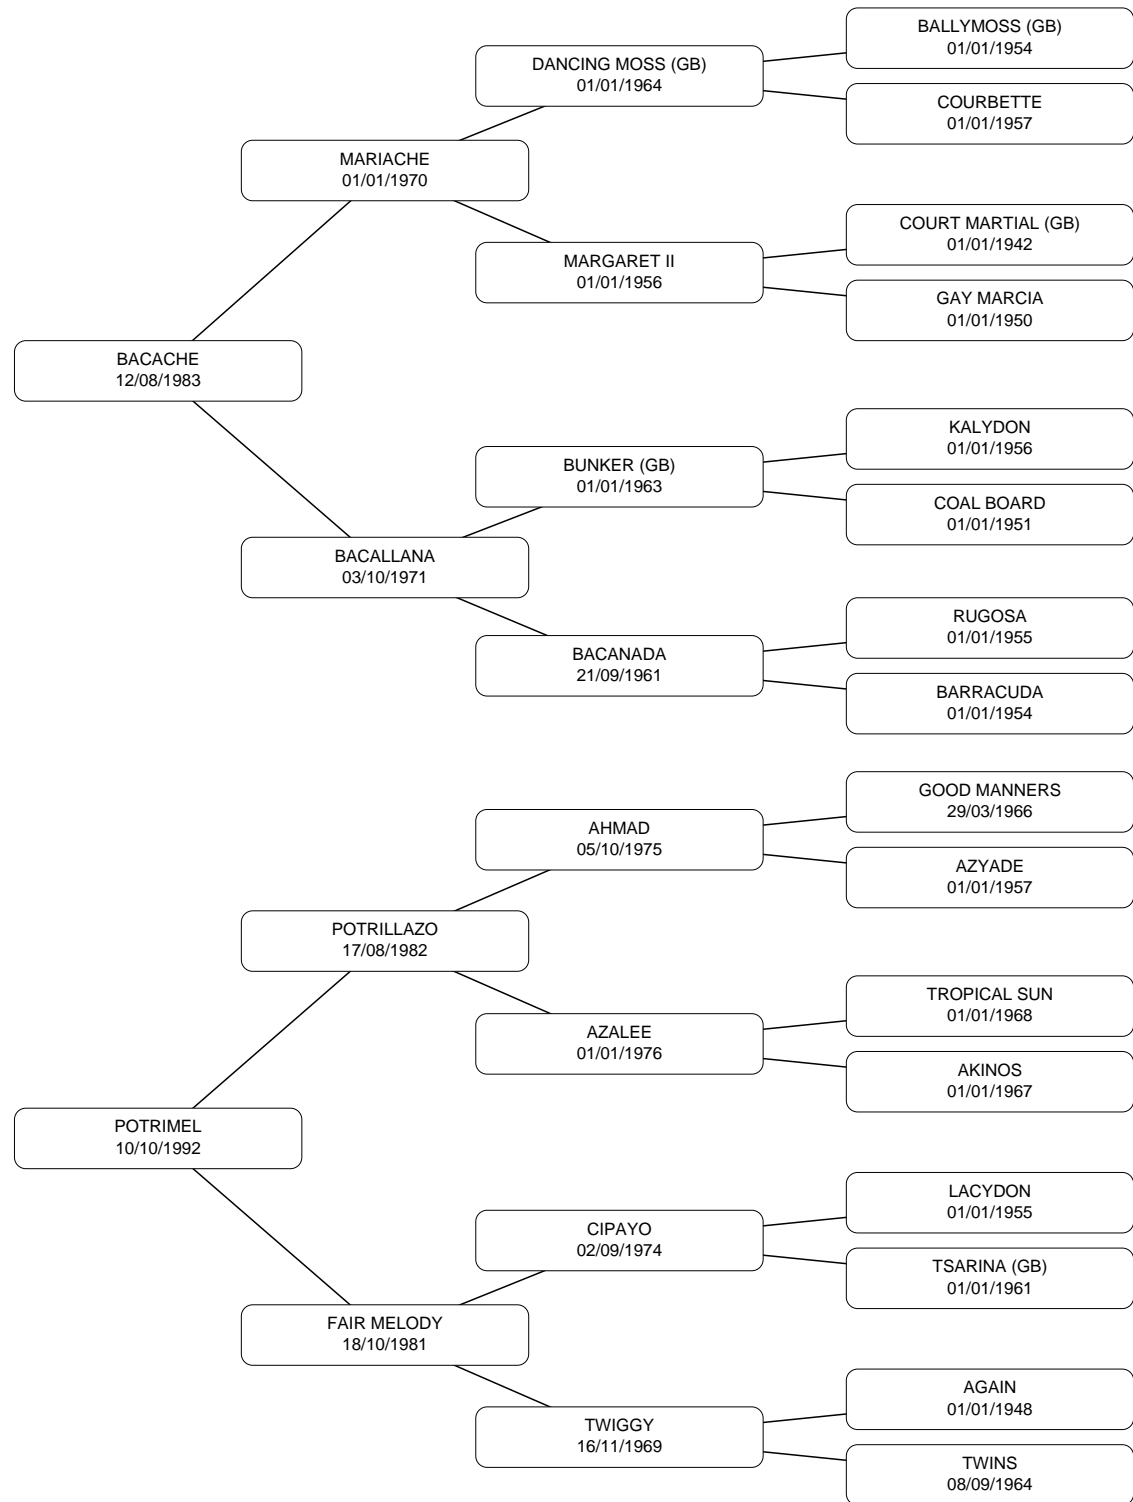 BALLYMOSS (GB)
01/01/1954
DANCING MOSS (GB)
01/01/1964
COURBETTE
01/01/1957
MARIACHE
01/01/1970
COURT MARTIAL (GB)
01/01/1942
MARGARET II
01/01/1956
GAY MARCIA
01/01/1950
BACACHE
12/08/1983
KALYDON
01/01/1956
BUNKER (GB)
01/01/1963
COAL BOARD
01/01/1951
BACALLANA
03/10/1971
RUGOSA
01/01/1955
BACANADA
21/09/1961
BARRACUDA
01/01/1954
GOOD MANNERS
29/03/1966
AHMAD
05/10/1975
AZYADE
01/01/1957
POTRILLAZO
17/08/1982
TROPICAL SUN
01/01/1968
AZALEE
01/01/1976
AKINOS
01/01/1967
POTRIMEL
10/10/1992
LACYDON
01/01/1955
CIPAYO
02/09/1974
TSARINA (GB)
01/01/1961
FAIR MELODY
18/10/1981
AGAIN
01/01/1948
TWIGGY
16/11/1969
TWINS
08/09/1964